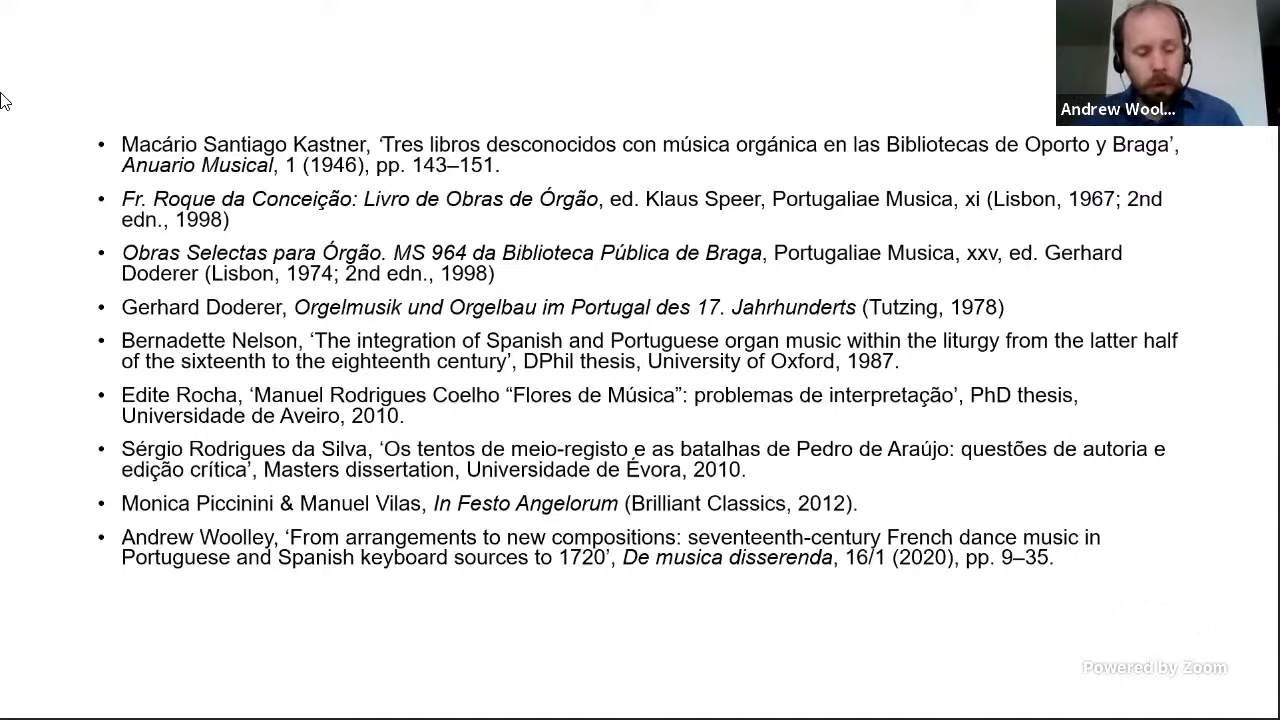 Andrew Wool...
• Macário Santiago Kastner, ‘Tres libros desconocidos con música orgánica en las Bibliotecas de Oporto y Braga’,
Anuario Musical, 1 (1946), pp. 143–151.
• Fr. Roque da Conceição: Livro de Obras de Órgão, ed. Klaus Speer, Portugaliae Musica, xi (Lisbon, 1967; 2nd
edn., 1998)
• Obras Selectas para Órgão. MS 964 da Biblioteca Pública de Braga, Portugaliae Musica, xxv, ed. Gerhard
Doderer (Lisbon, 1974; 2nd edn., 1998)
• Gerhard Doderer, Orgelmusik und Orgelbau im Portugal des 17. Jahrhunderts (Tutzing, 1978)
• Bernadette Nelson, ‘The integration of Spanish and Portuguese organ music within the liturgy from the latter half
of the sixteenth to the eighteenth century’, DPhil thesis, University of Oxford, 1987.
• Edite Rocha, ‘Manuel Rodrigues Coelho “Flores de Música”: problemas de interpretação’, PhD thesis,
Universidade de Aveiro, 2010.
• Sérgio Rodrigues da Silva, ‘Os tentos de meio-registo e as batalhas de Pedro de Araújo: questões de autoria e
edição crítica’, Masters dissertation, Universidade de Évora, 2010.
• Monica Piccinini & Manuel Vilas, In Festo Angelorum (Brilliant Classics, 2012).
• Andrew Woolley, ‘From arrangements to new compositions: seventeenth-century French dance music in
Portuguese and Spanish keyboard sources to 1720’, De musica disserenda, 16/1 (2020), pp. 9–35.
Powered by Zoom